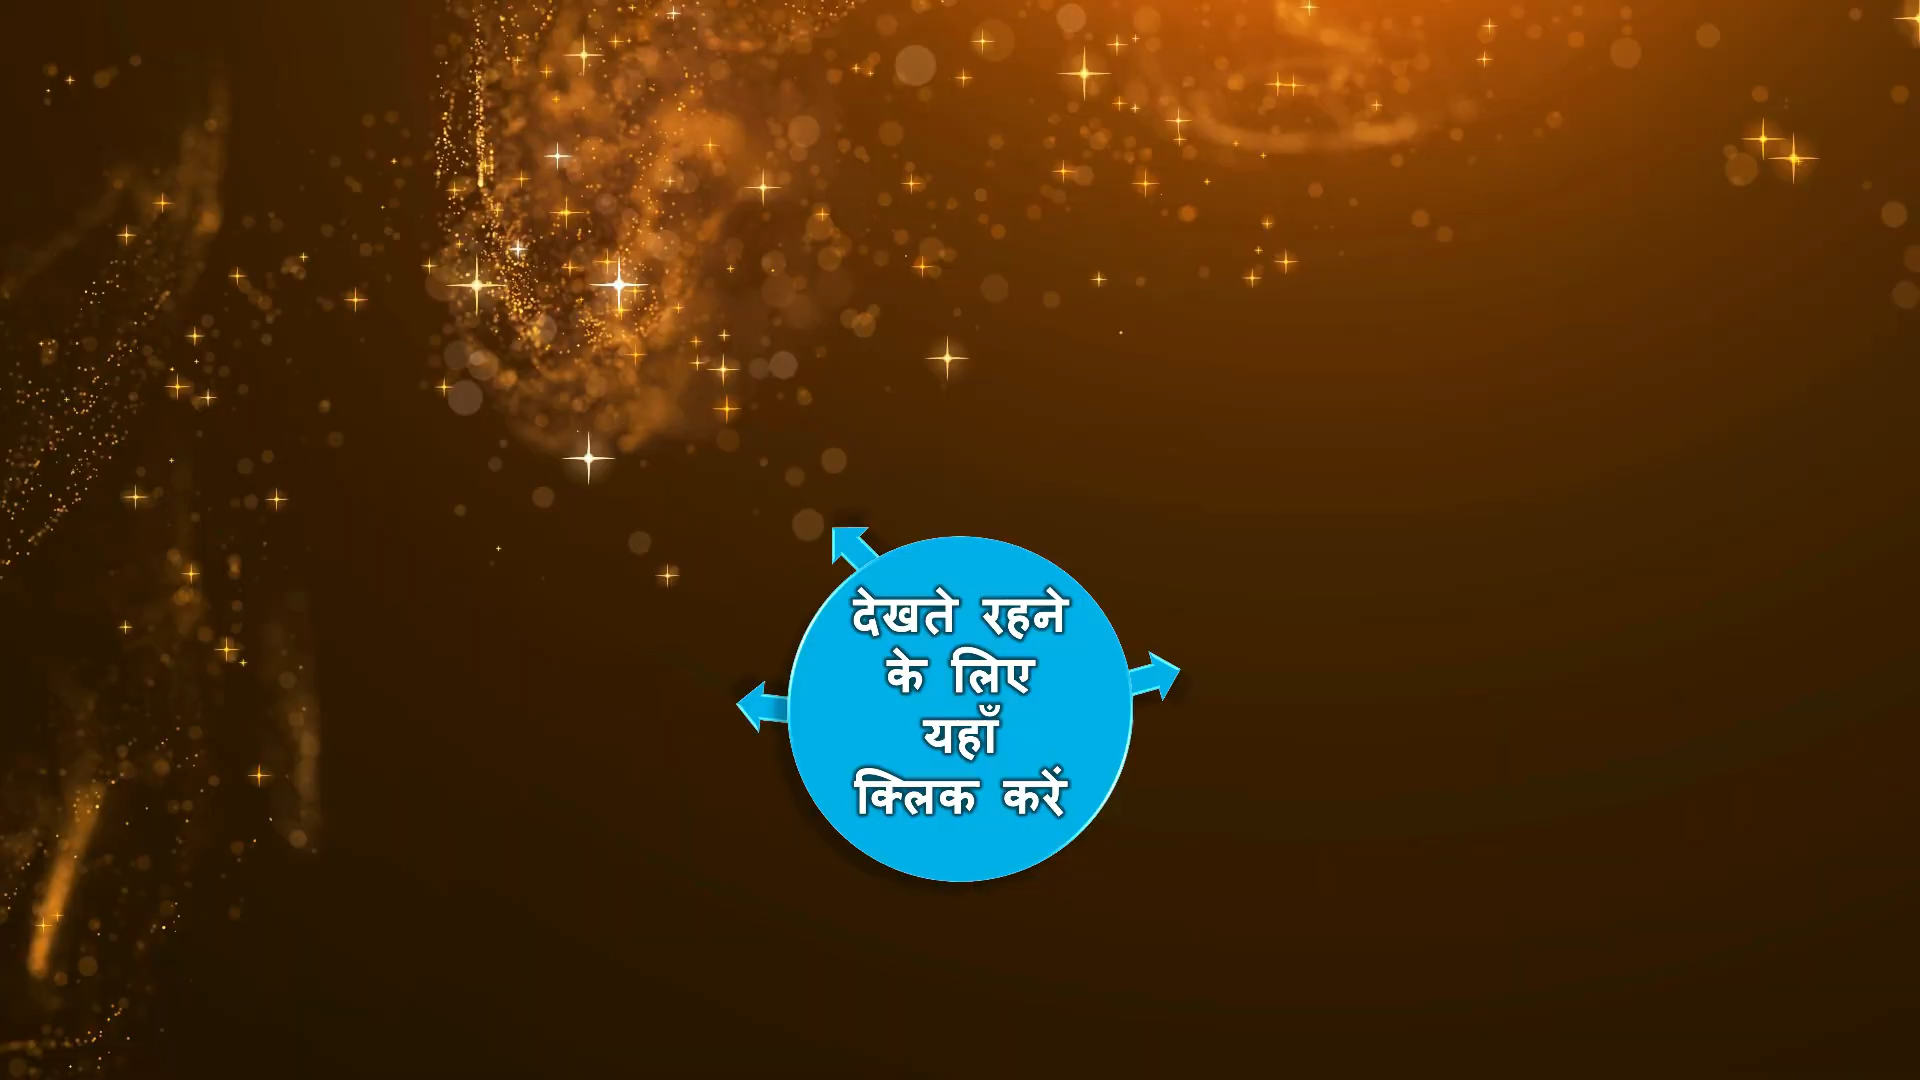 देखते रहने
के लिए
यहाँ
क्लिक करें